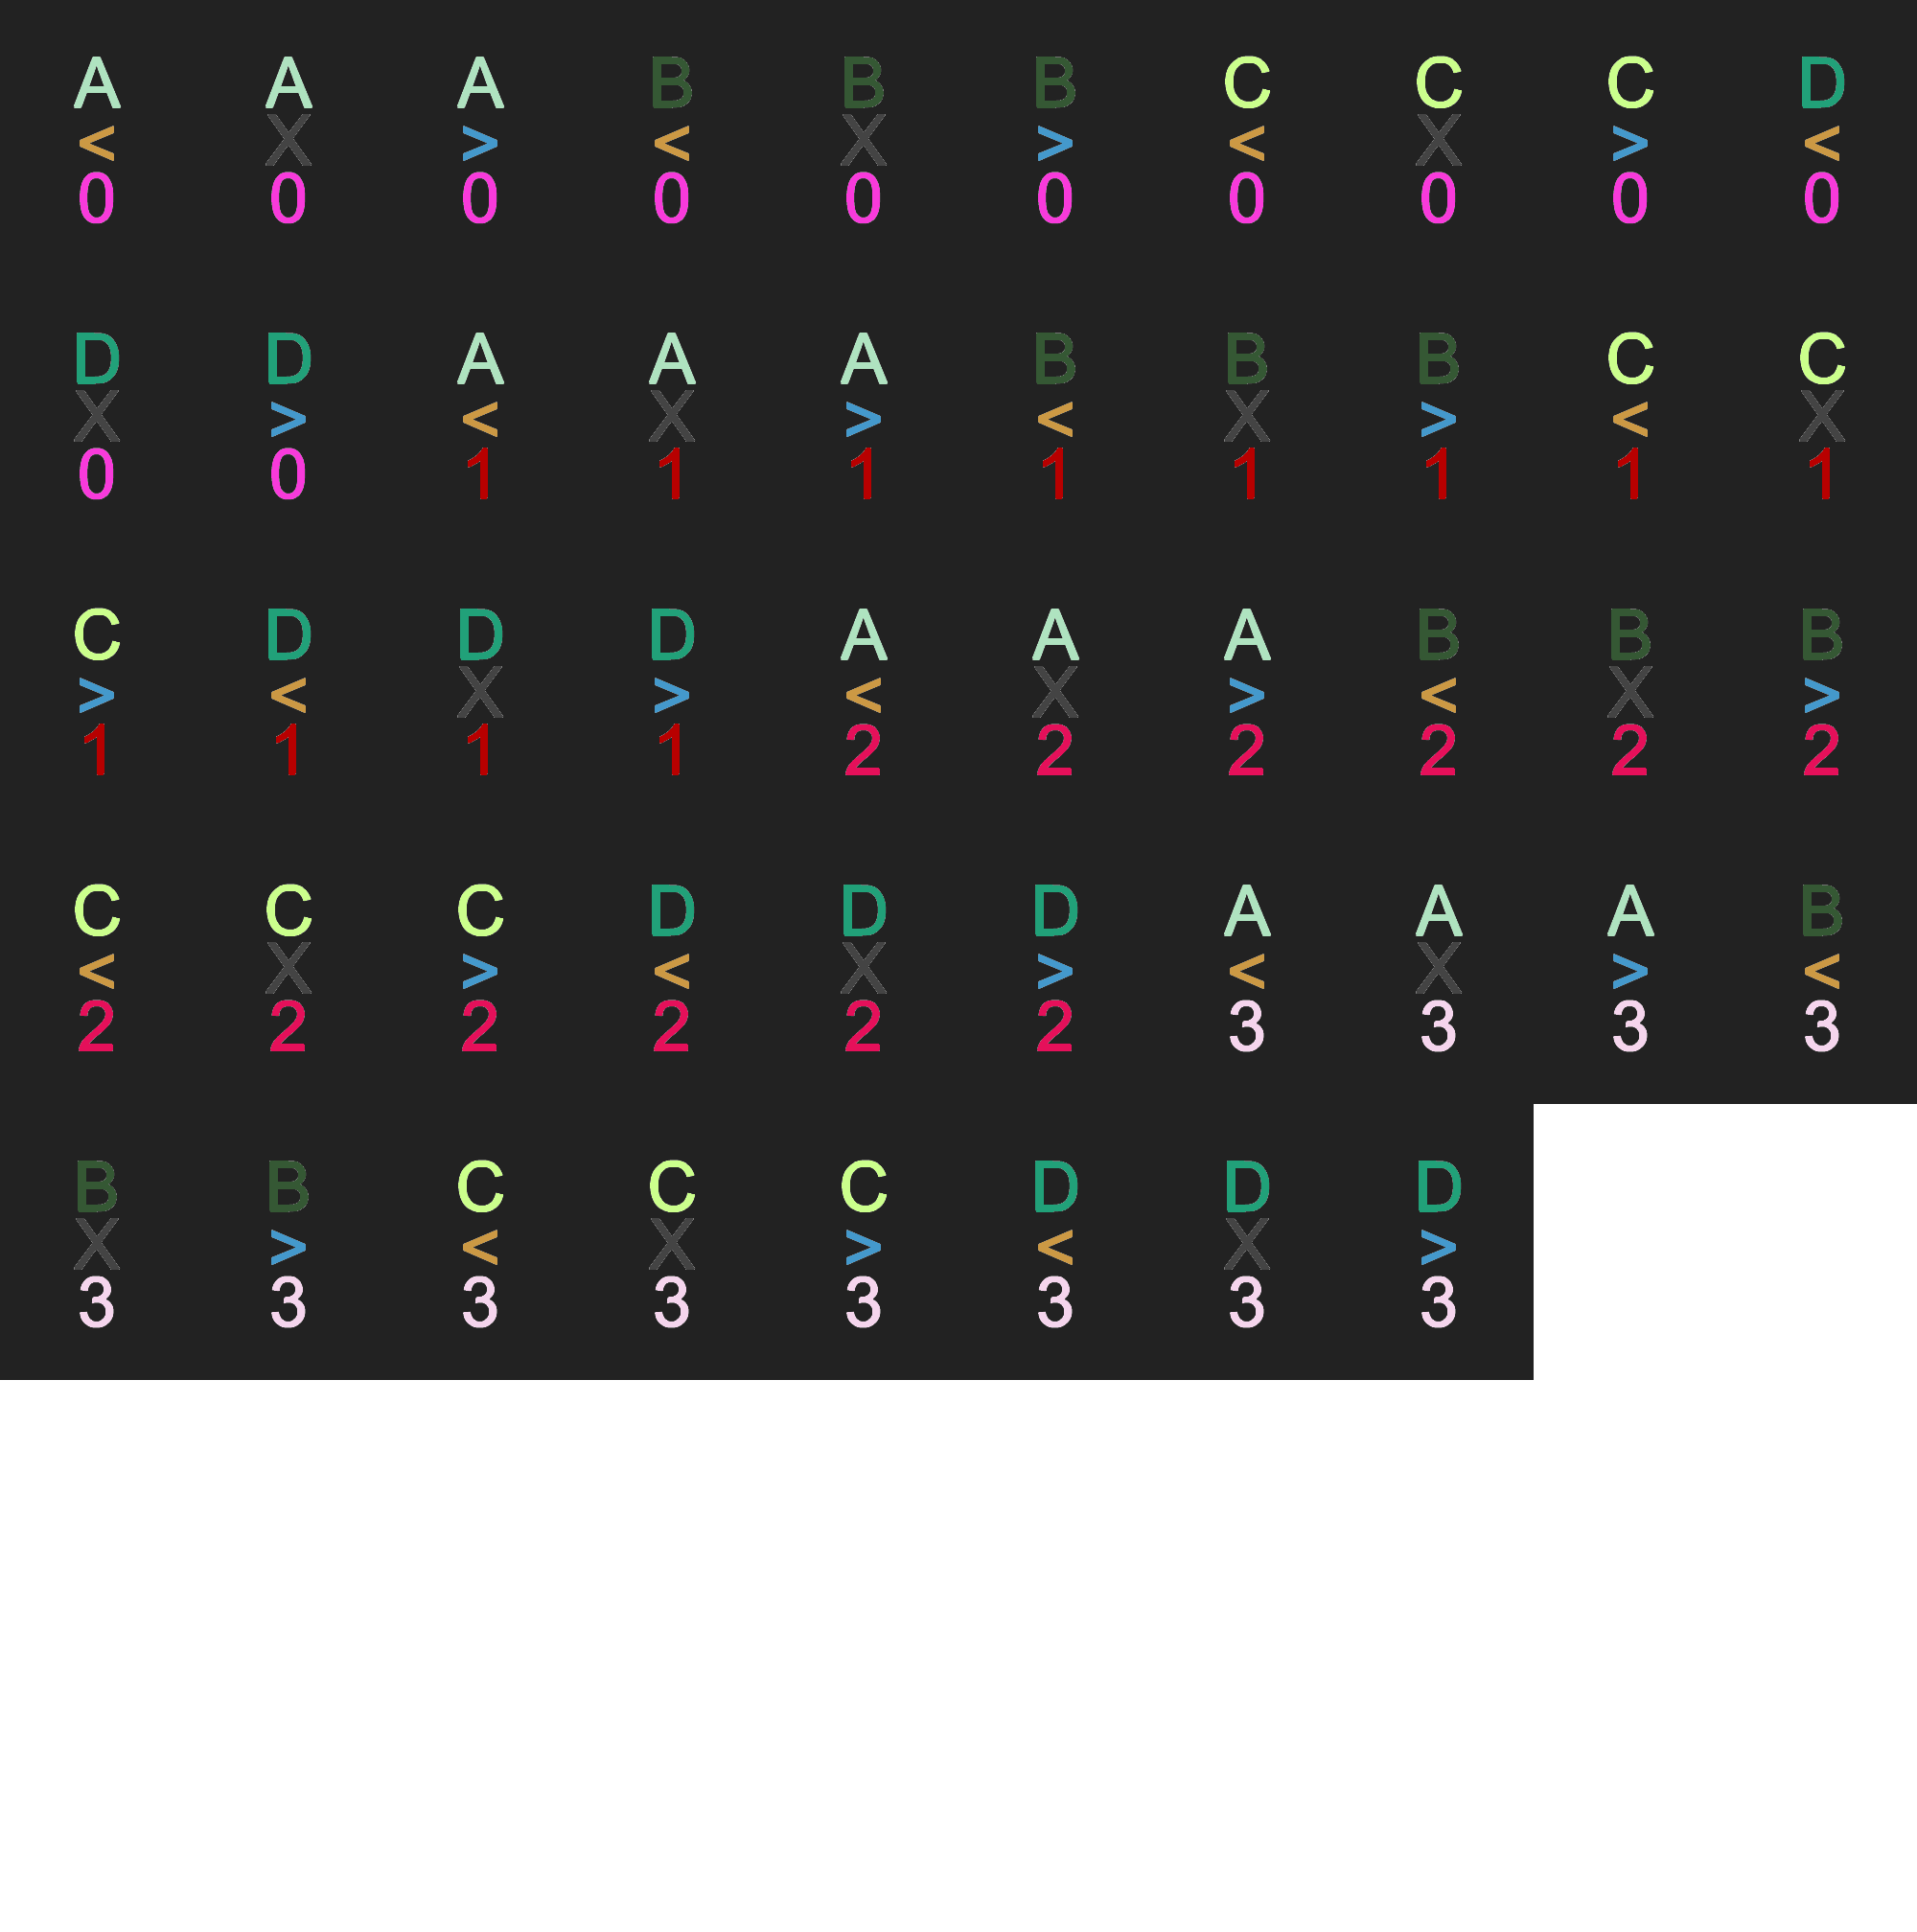 A A A B B B C C C D
< X > < X > < X > <
0 0 0 0 0 0 0 0 0 0
D D A A A B B B C C
X > < X > < X > < X
0 0 1 1 1 1 1 1 1 1
C D D D A A A B B B
> < X > < X > < X >
1 1 1 1 2 2 2 2 2 2
C C C D D D A A A B
< X > < X > < X > <
2 2 2 2 2 2 3 3 3 3
B B C C C D D D
X > < X > < X >
3 3 3 3 3 3 3 3